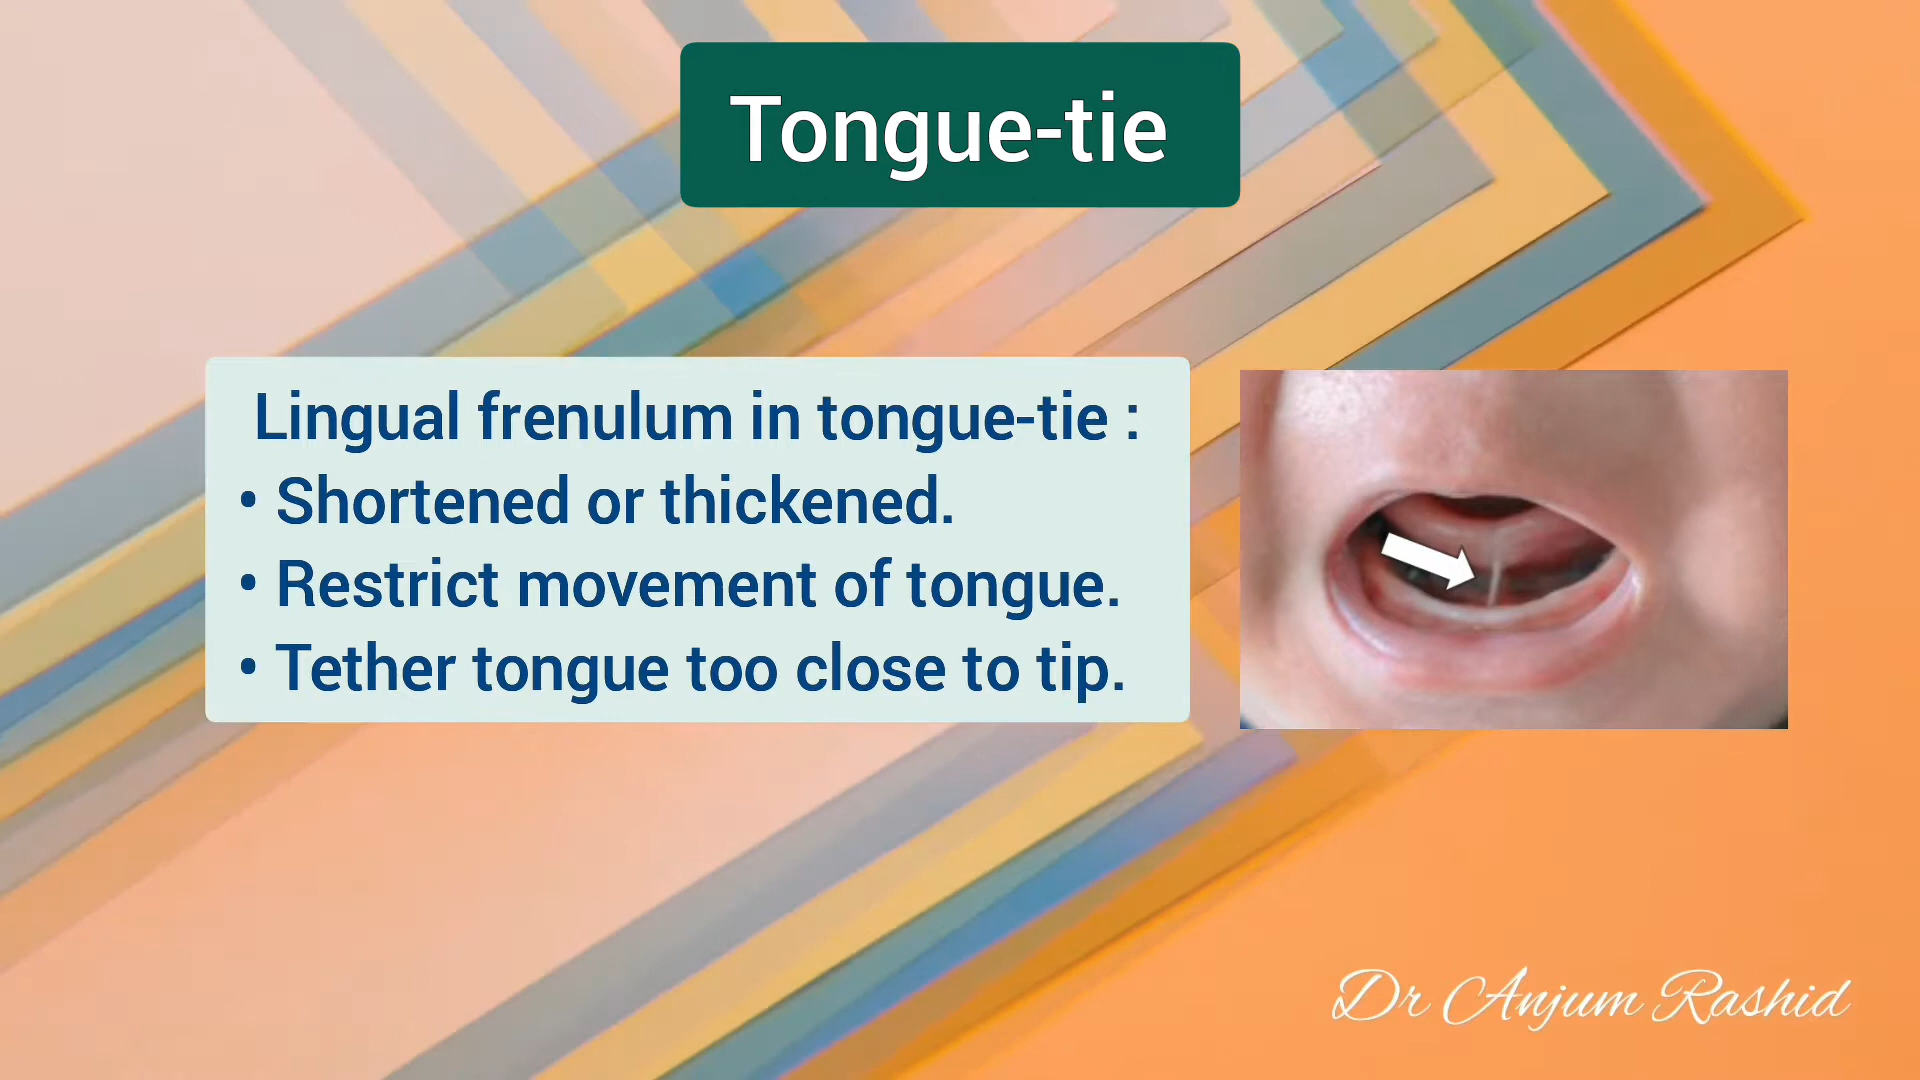 Tongue-tie
Lingual frenulum in tongue-tie :
• Shortened or thickened.
• Restrict movement of tongue.
• Tether tongue too close to tip.
Dr Anjum Rashid